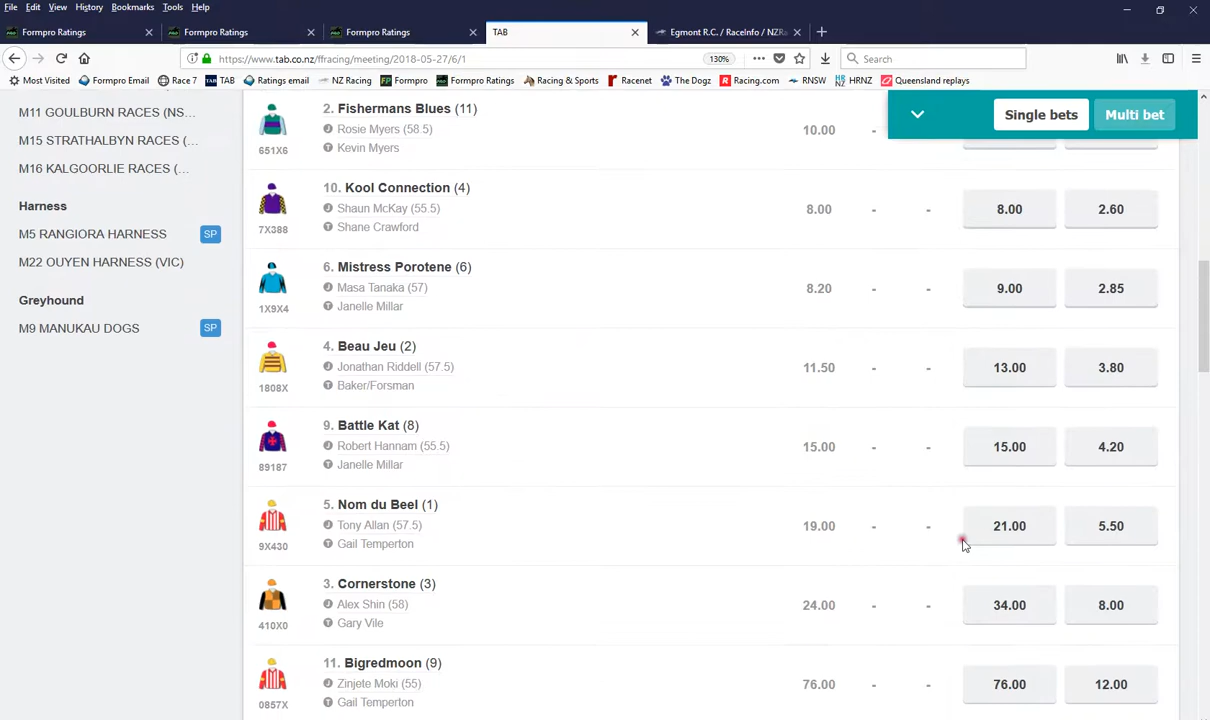 File Edit View History Bookmarks Tools Help
Formpro Ratings
Formpro Ratings
Formpro Ratings
TAB
Egmont R.C. / RaceInfo / NZRa
https://www.tab.co.nz/ffracing/meeting/2018-05-27/6/1
130%
Search
Most Visited Formpro Email Race 7 TAB Ratings email NZ Racing Formpro Formpro Ratings Racing & Sports Racenet The Dogz Racing.com RNSW HRNZ Queensland replays
M11 GOULBURN RACES (NS...
M15 STRATHALBYN RACES (...
M16 KALGOORLIE RACES (...
Harness
M5 RANGIORA HARNESS SP
M22 OUYEN HARNESS (VIC)
Greyhound
M9 MANUKAU DOGS SP
Single bets Multi bet
2. Fishermans Blues (11)
J Rosie Myers (58.5)
T Kevin Myers
651X6
10.00 -
10. Kool Connection (4)
J Shaun McKay (55.5)
T Shane Crawford
7X388
8.00 - - 8.00 2.60
6. Mistress Porotene (6)
J Masa Tanaka (57)
T Janelle Millar
1X9X4
8.20 - - 9.00 2.85
4. Beau Jeu (2)
J Jonathan Riddell (57.5)
T Baker/Forsman
1808X
11.50 - - 13.00 3.80
9. Battle Kat (8)
J Robert Hannam (55.5)
T Janelle Millar
89187
15.00 - - 15.00 4.20
5. Nom du Beel (1)
J Tony Allan (57.5)
T Gail Temperton
9X430
19.00 - - 21.00 5.50
3. Cornerstone (3)
J Alex Shin (58)
T Gary Vile
410X0
24.00 - - 34.00 8.00
11. Bigredmoon (9)
J Zinjete Moki (55)
T Gail Temperton
0857X
76.00 - - 76.00 12.00